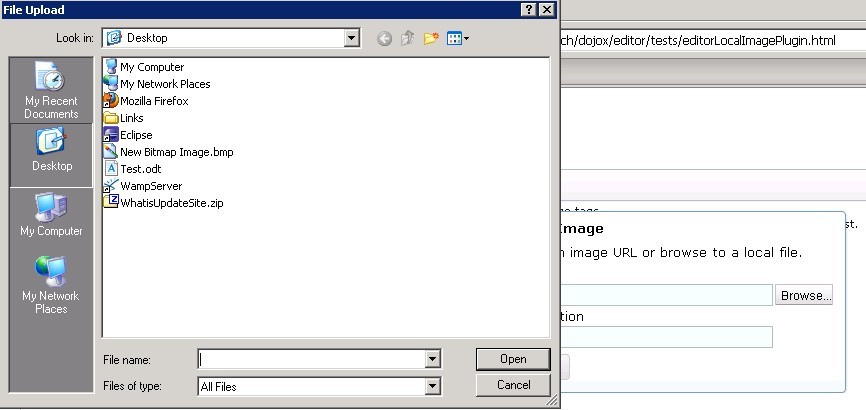 File Upload
Look in:
Desktop
ch/dojox/editor/tests/editorLocalImagePlugin.html
My Recent
Documents
Desktop
My Computer
My Network
Places
My Computer
My Network Places
Mozilla Firefox
Links
Eclipse
New Bitmap Image.bmp
Test.odt
WampServer
WhatisUpdateSite.zip
File name:
Open
Files of type:
All Files
Cancel
tags
st.
Image
image URL or browse to a local file.
Browse...
tion